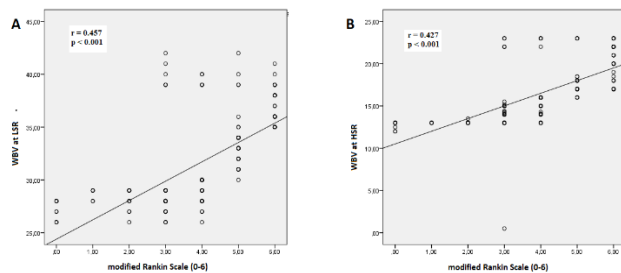 A
r = 0.457
p < 0.001
45,00
40,00
35,00
30,00
25,00
WBV at LSR
.00 1.00 2.00 3.00 4.00 5.00 6.00
modified Rankin Scale (0-6)
B
r = 0.427
p < 0.001
25,00
20,00
15,00
10,00
5,00
,00
WBV at HSR
.00 1.00 2.00 3.00 4.00 5.00 6.00
modified Rankin Scale (0-6)